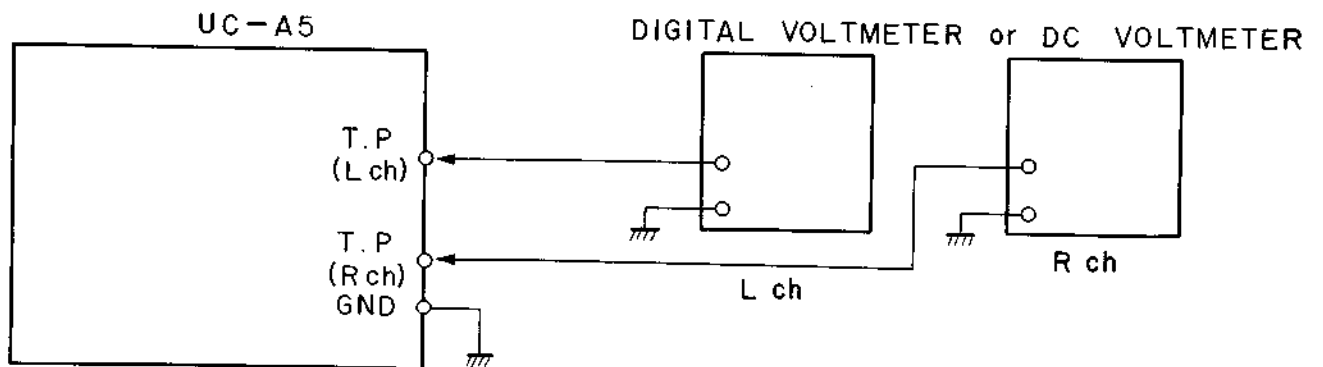 UC-A5
DIGITAL VOLTMETER or DC VOLTMETER
T.P
(L ch)
T.P
(R ch)
GND
L ch
R ch